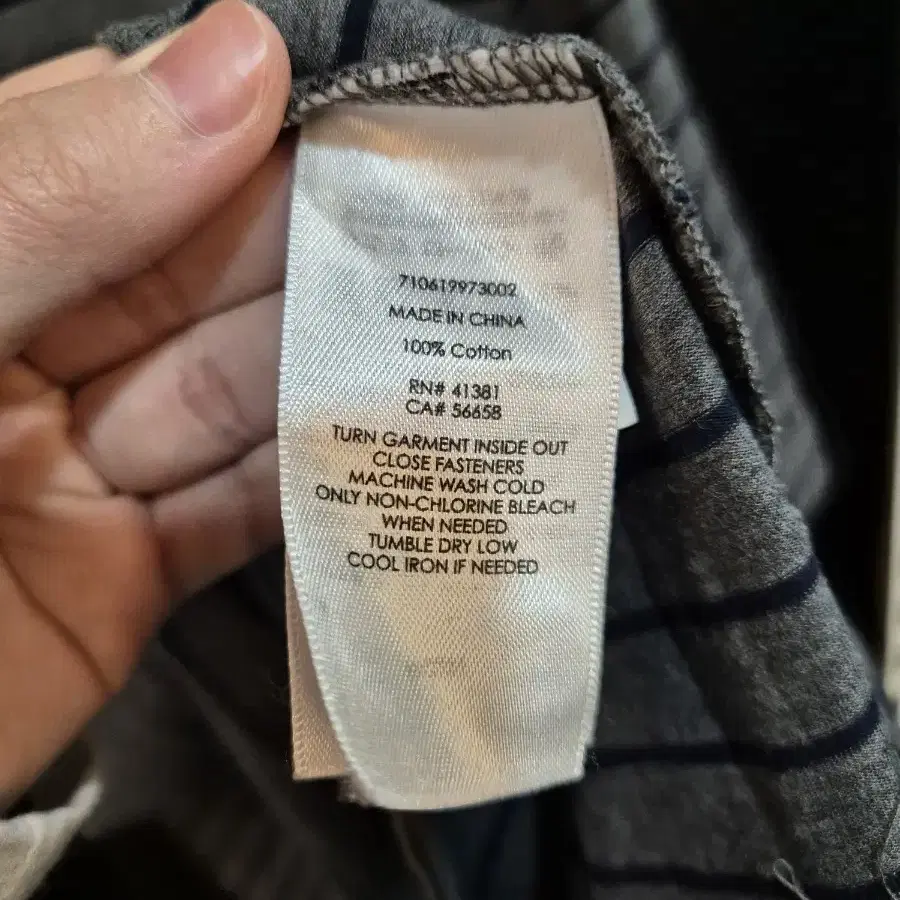 710619973002
MADE IN CHINA
100% Cotton
RN# 41381
CA# 56658
TURN GARMENT INSIDE OUT
CLOSE FASTENERS
MACHINE WASH COLD
ONLY NON-CHLORINE BLEACH
WHEN NEEDED
TUMBLE DRY LOW
COOL IRON IF NEEDED